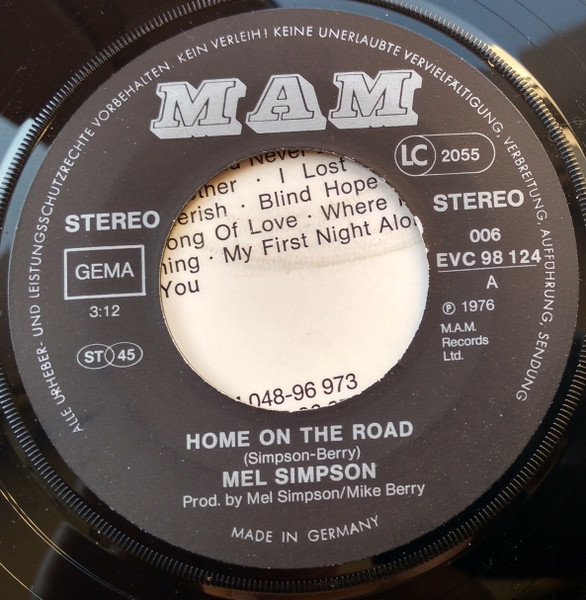 ALLE URHEBER- UND LEISTUNGSSCHUTZRECHTE VORBEHALTEN. KEIN VERLEIH! KEINE UNERLAUBTE VERVIELFÄLTIGUNG, VERBREITUNG, AUFFÜHRUNG, SENDUNG
MAM
LC 2055
STEREO
GEMA
3:12
ST 45
STEREO
006
EVC 98 124
A
℗ 1976
M.A.M.
Records
Ltd.
Never
other · I Lost
erish · Blind Hope
ong Of Love · Where
ning · My First Night Alo
You
048-96 973
HOME ON THE ROAD
(Simpson-Berry)
MEL SIMPSON
Prod. by Mel Simpson/Mike Berry
MADE IN GERMANY